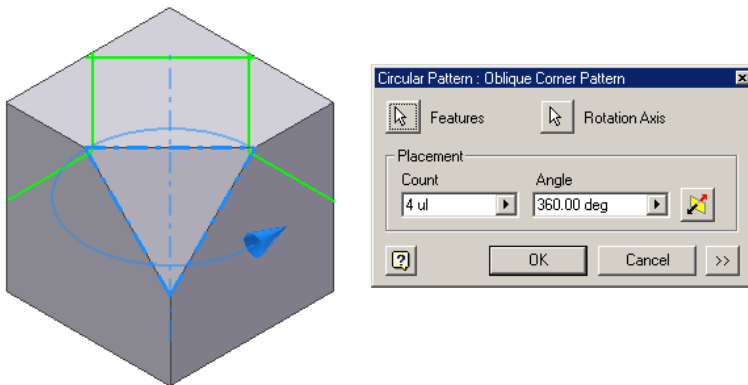 Circular Pattern : Oblique Corner Pattern
Features
Rotation Axis
Placement
Count
Angle
4 ul
360.00 deg
?
OK
Cancel
>>